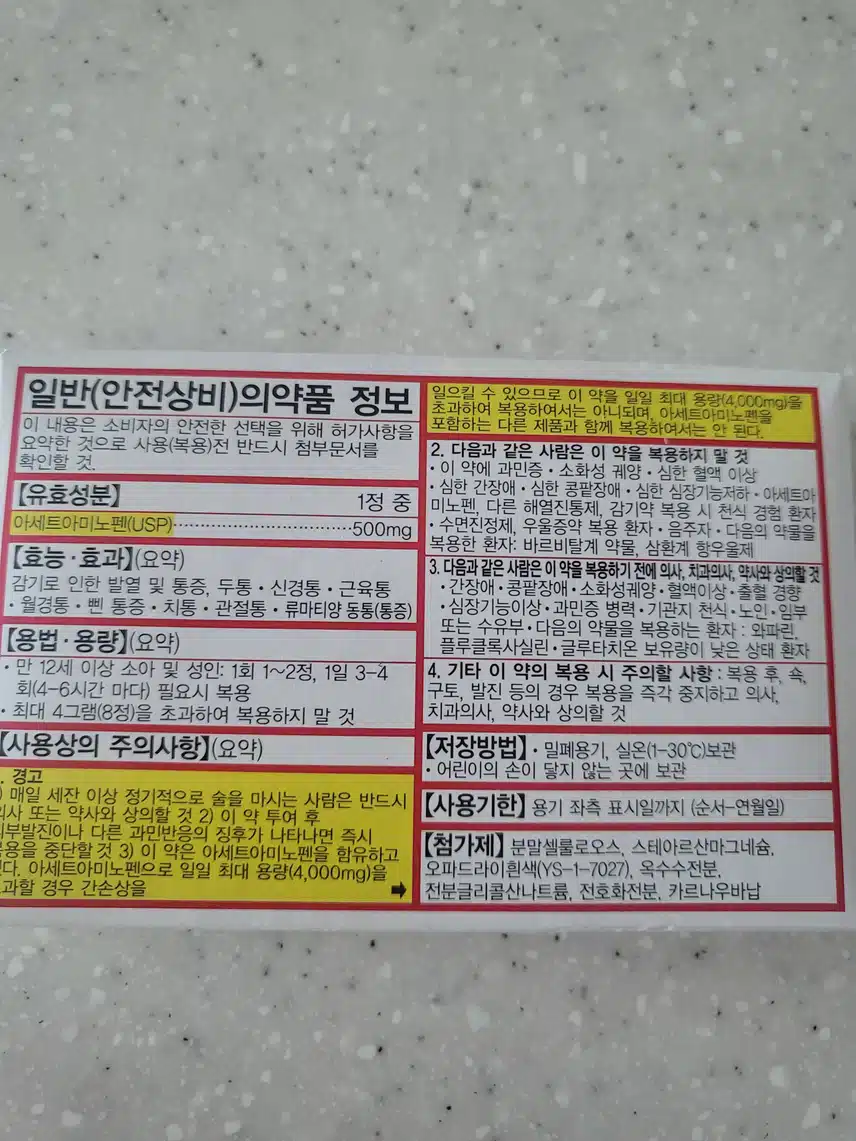 일반(안전상비)의약품 정보
이 내용은 소비자의 안전한 선택을 위해 허가사항을
요약한 것으로 사용(복용)전 반드시 첨부문서를
확인할 것.
【유효성분】 1정 중
아세트아미노펜(USP)··································500mg
【효능·효과】(요약)
감기로 인한 발열 및 통증, 두통·신경통·근육통
·월경통·삔 통증·치통·관절통·류마티양 동통(통증)
【용법·용량】(요약)
·만 12세 이상 소아 및 성인: 1회 1~2정, 1일 3-4
회(4-6시간 마다) 필요시 복용
·최대 4그램(8정)을 초과하여 복용하지 말 것
【사용상의 주의사항】(요약)
. 경고
) 매일 세잔 이상 정기적으로 술을 마시는 사람은 반드시
의사 또는 약사와 상의할 것 2) 이 약 투여 후
피부발진이나 다른 과민반응의 징후가 나타나면 즉시
복용을 중단할 것 3) 이 약은 아세트아미노펜을 함유하고
있다. 아세트아미노펜으로 일일 최대 용량(4,000mg)을
초과할 경우 간손상을 ➡
일으킬 수 있으므로 이 약을 일일 최대 용량(4,000mg)을
초과하여 복용하여서는 아니되며, 아세트아미노펜을
포함하는 다른 제품과 함께 복용하여서는 안 된다.
2. 다음과 같은 사람은 이 약을 복용하지 말 것
·이 약에 과민증·소화성 궤양·심한 혈액 이상
·심한 간장애·심한 콩팥장애·심한 심장기능저하·아세트아
미노펜, 다른 해열진통제, 감기약 복용 시 천식 경험 환자
·수면진정제, 우울증약 복용 환자·음주자·다음의 약물을
복용한 환자: 바르비탈계 약물, 삼환계 항우울제
3. 다음과 같은 사람은 이 약을 복용하기 전에 의사, 치과의사, 약사와 상의할 것
·간장애·콩팥장애·소화성궤양·혈액이상·출혈 경향
·심장기능이상·과민증 병력·기관지 천식·노인·임부
또는 수유부·다음의 약물을 복용하는 환자 : 와파린,
플루클록사실린·글루타치온 보유량이 낮은 상태 환자
4. 기타 이 약의 복용 시 주의할 사항 : 복용 후, 쇽,
구토, 발진 등의 경우 복용을 즉각 중지하고 의사,
치과의사, 약사와 상의할 것
【저장방법】·밀폐용기, 실온(1-30℃)보관
·어린이의 손이 닿지 않는 곳에 보관
【사용기한】 용기 좌측 표시일까지 (순서-연월일)
【첨가제】 분말셀룰로오스, 스테아르산마그네슘,
오파드라이흰색(YS-1-7027), 옥수수전분,
전분글리콜산나트륨, 전호화전분, 카르나우바납